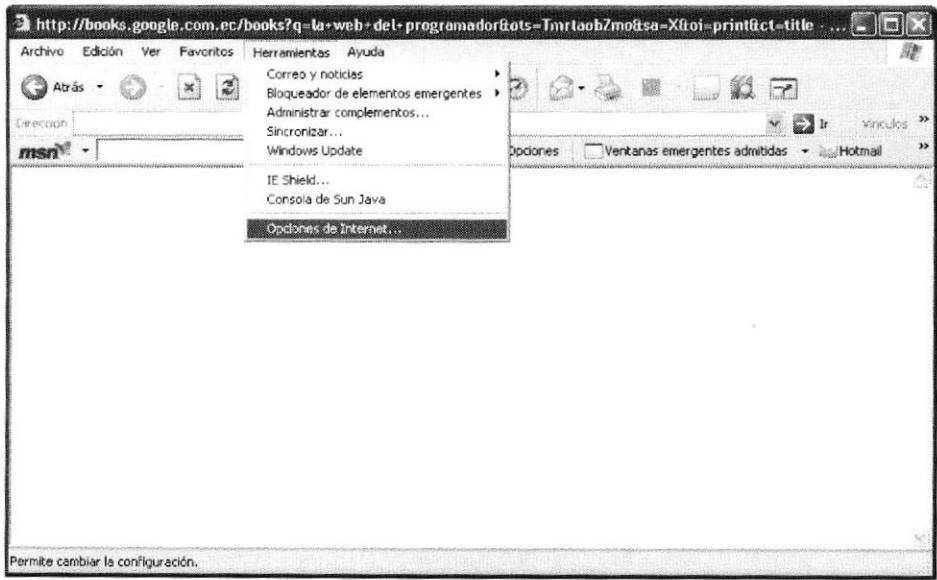 http://books.google.com.ec/books?q=la+web+del+programador&ots=TmrtaobZmo&sa=X&oi=print&ct=title ...
Archivo Edición Ver Favoritos Herramientas Ayuda
Atrás
Correo y noticias
Bloqueador de elementos emergentes
Administrar complementos...
Sincronizar...
Windows Update
IE Shield...
Consola de Sun Java
Opciones de Internet...
Dirección
Ir
Vínculos »
msn
Opciones
Ventanas emergentes admitidas
Hotmail »
Permite cambiar la configuración.